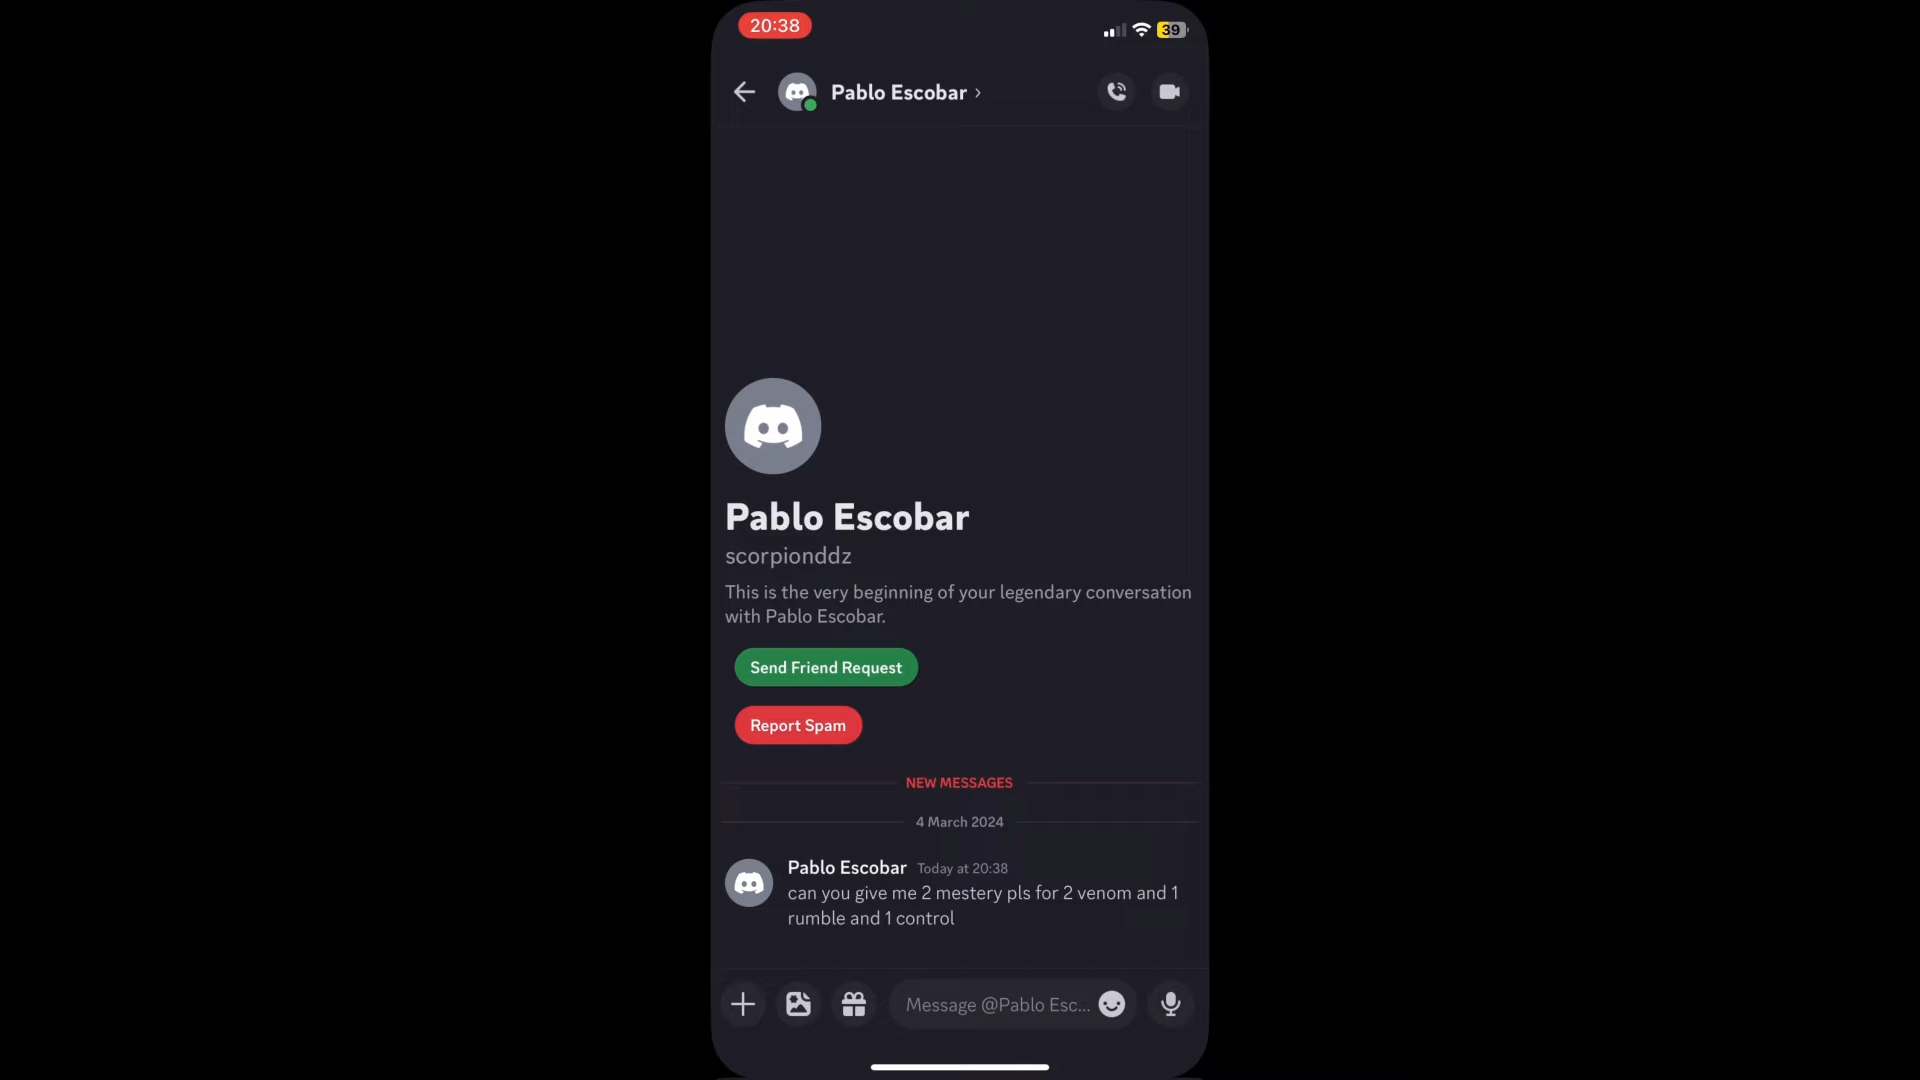 20:38
39
Pablo Escobar ›
Pablo Escobar
scorpionddz
This is the very beginning of your legendary conversation
with Pablo Escobar.
Send Friend Request
Report Spam
NEW MESSAGES
4 March 2024
Pablo Escobar Today at 20:38
can you give me 2 mestery pls for 2 venom and 1
rumble and 1 control
Message @Pablo Esc...